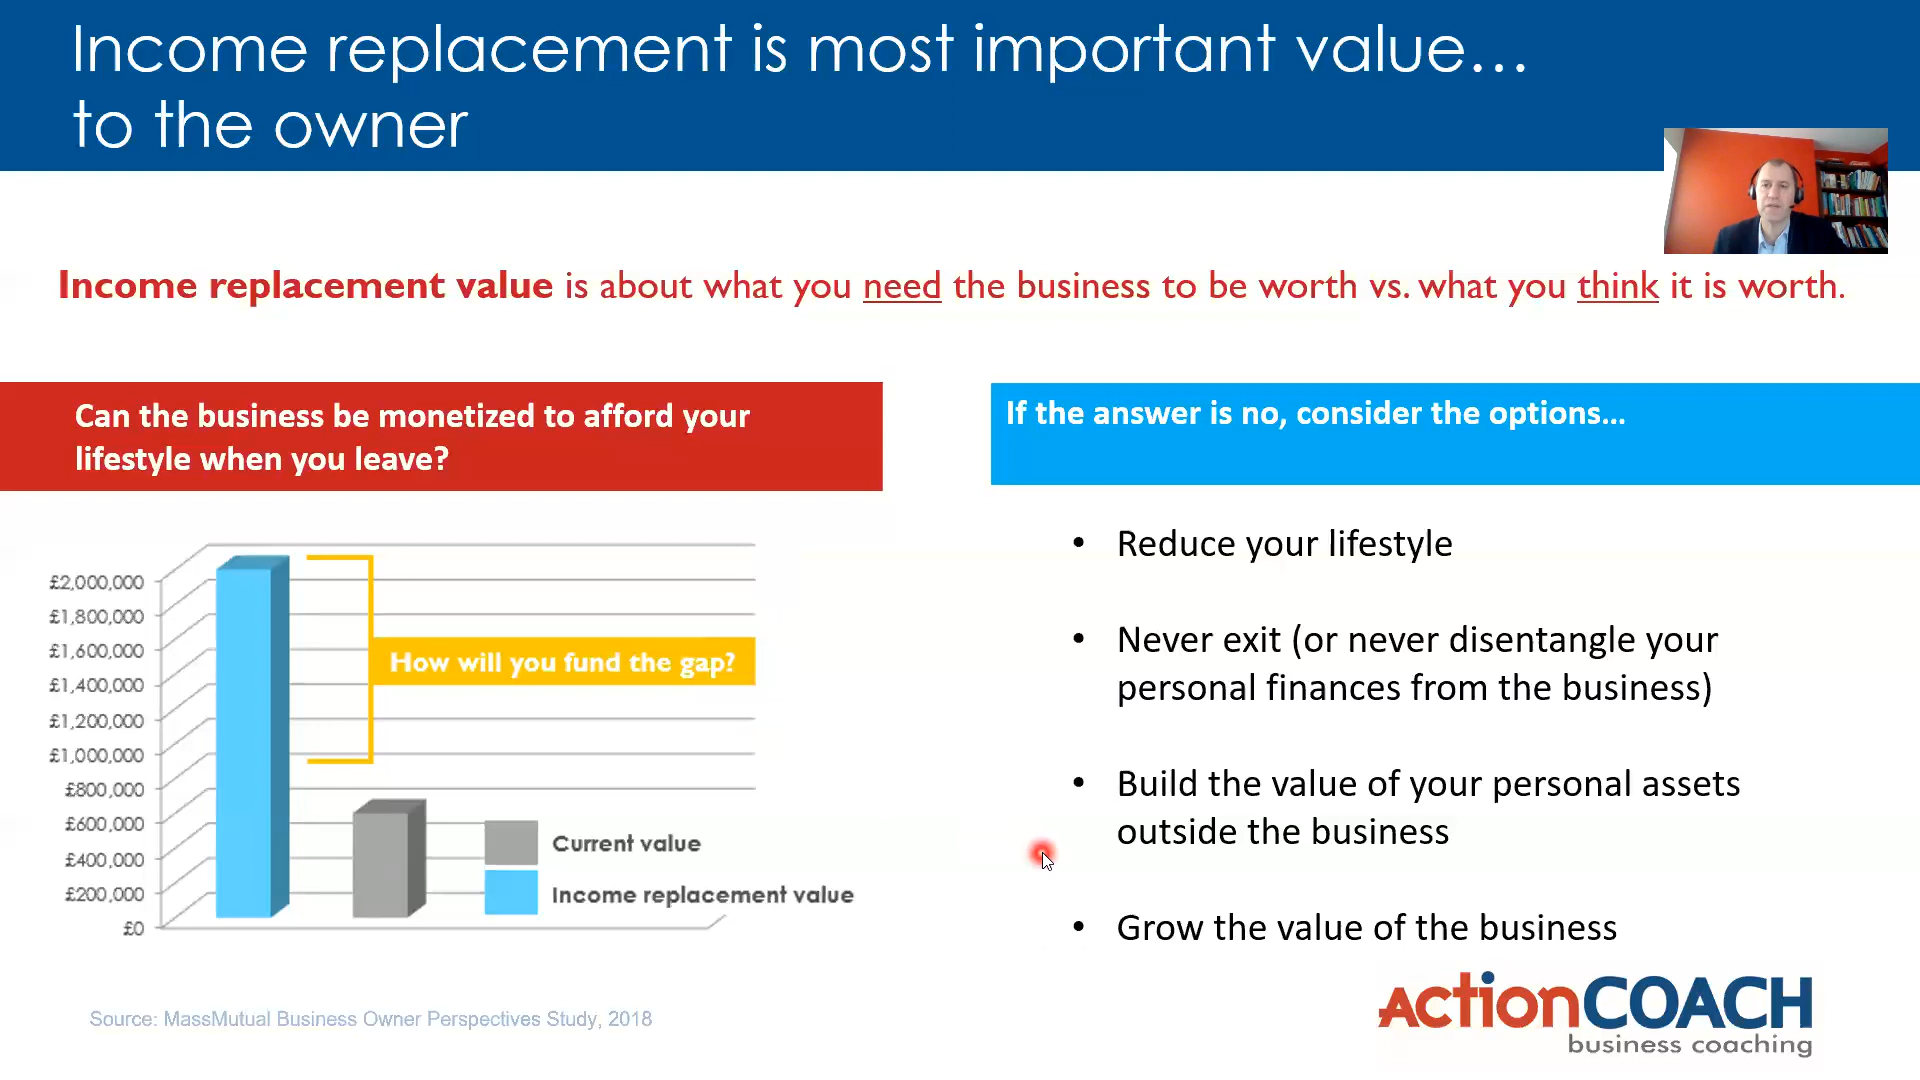 Income replacement is most important value…
to the owner
Income replacement value is about what you need the business to be worth vs. what you think it is worth.
Can the business be monetized to afford your
lifestyle when you leave?
£2,000,000
£1,800,000
£1,600,000
£1,400,000
£1,200,000
£1,000,000
£800,000
£600,000
£400,000
£200,000
£0
How will you fund the gap?
Current value
Income replacement value
Source: MassMutual Business Owner Perspectives Study, 2018
If the answer is no, consider the options…
• Reduce your lifestyle
• Never exit (or never disentangle your
personal finances from the business)
• Build the value of your personal assets
outside the business
• Grow the value of the business
ActionCOACH
business coaching